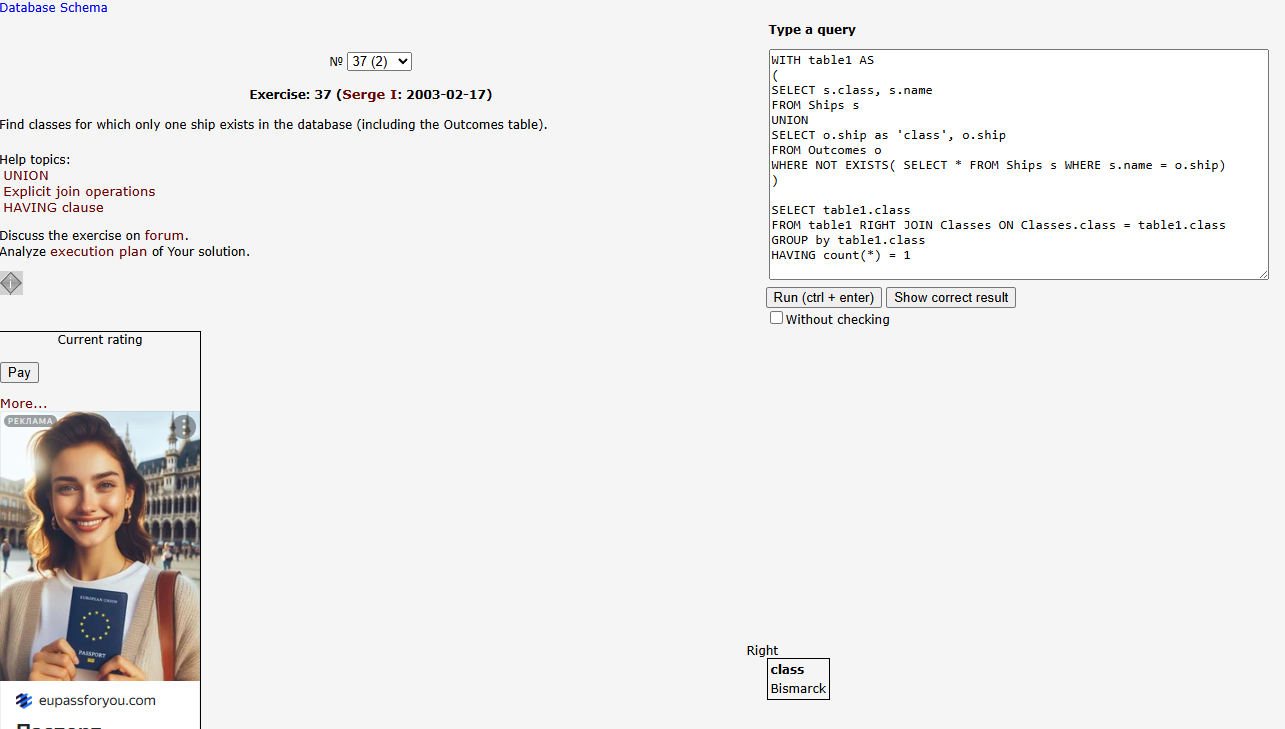 Database Schema
№ 37 (2)
Exercise: 37 (Serge I: 2003-02-17)
Find classes for which only one ship exists in the database (including the Outcomes table).
Help topics:
UNION
Explicit join operations
HAVING clause
Discuss the exercise on forum.
Analyze execution plan of Your solution.
Current rating
Pay
More...
РЕКЛАМА
EUROPEAN UNION
PASSPORT
eupassforyou.com
Type a query
WITH table1 AS
(
SELECT s.class, s.name
FROM Ships s
UNION
SELECT o.ship as 'class', o.ship
FROM Outcomes o
WHERE NOT EXISTS( SELECT * FROM Ships s WHERE s.name = o.ship)
)
SELECT table1.class
FROM table1 RIGHT JOIN Classes ON Classes.class = table1.class
GROUP by table1.class
HAVING count(*) = 1
Run (ctrl + enter) Show correct result
Without checking
Right
class
Bismarck